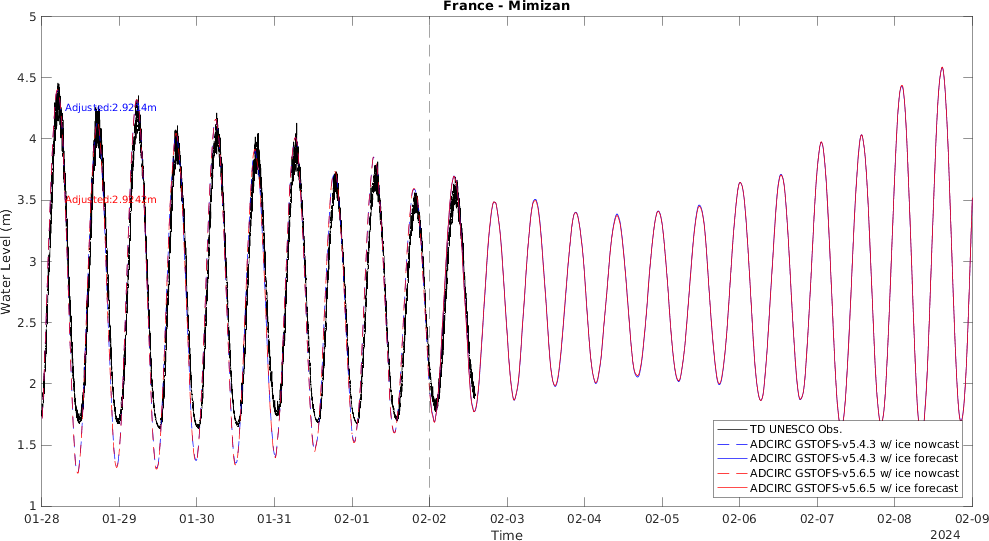 France - Mimizan
5
4.5
4
3.5
3
2.5
2
1.5
1
Water Level (m)
Adjusted:2.9214m
Adjusted:2.9242m
TD UNESCO Obs.
ADCIRC GSTOFS-v5.4.3 w/ ice nowcast
ADCIRC GSTOFS-v5.4.3 w/ ice forecast
ADCIRC GSTOFS-v5.6.5 w/ ice nowcast
ADCIRC GSTOFS-v5.6.5 w/ ice forecast
01-28 01-29 01-30 01-31 02-01 02-02 02-03 02-04 02-05 02-06 02-07 02-08 02-09
Time
2024